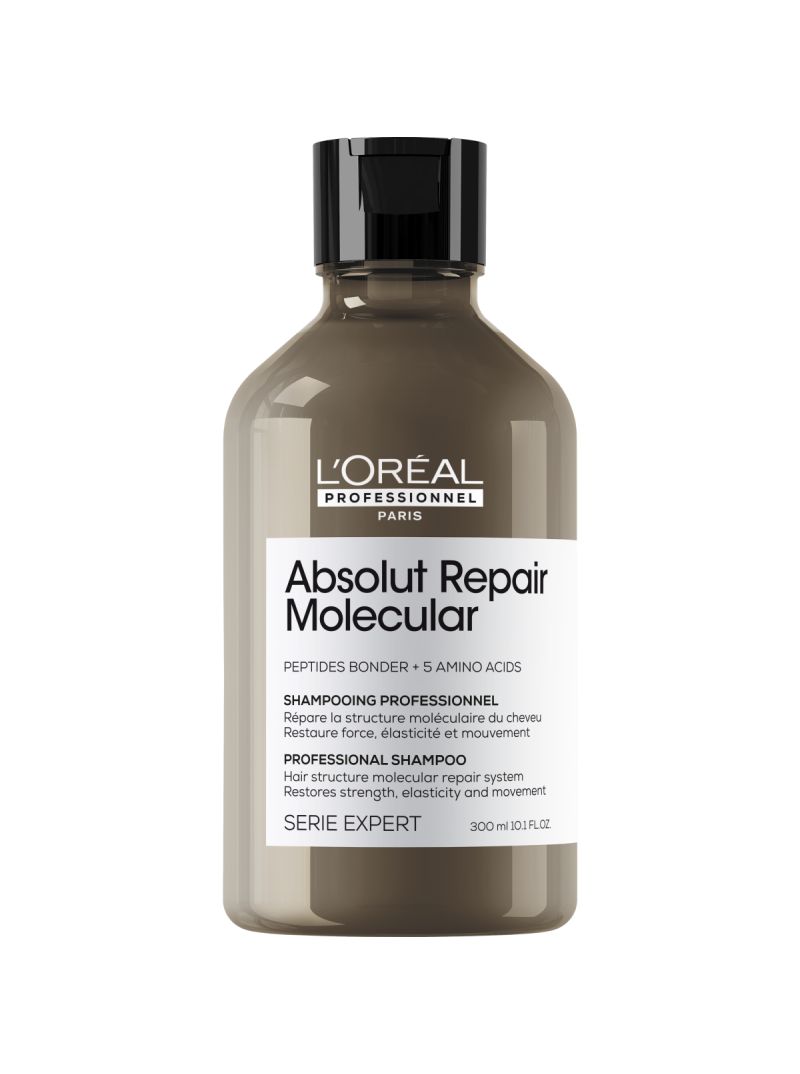 L'ORÉAL
PROFESSIONNEL
PARIS
Absolut Repair
Molecular
PEPTIDES BONDER + 5 AMINO ACIDS
SHAMPOOING PROFESSIONNEL
Répare la structure moléculaire du cheveu
Restaure force, élasticité et mouvement
PROFESSIONAL SHAMPOO
Hair structure molecular repair system
Restores strength, elasticity and movement
SERIE EXPERT
300 ml 10.1 FL.OZ.